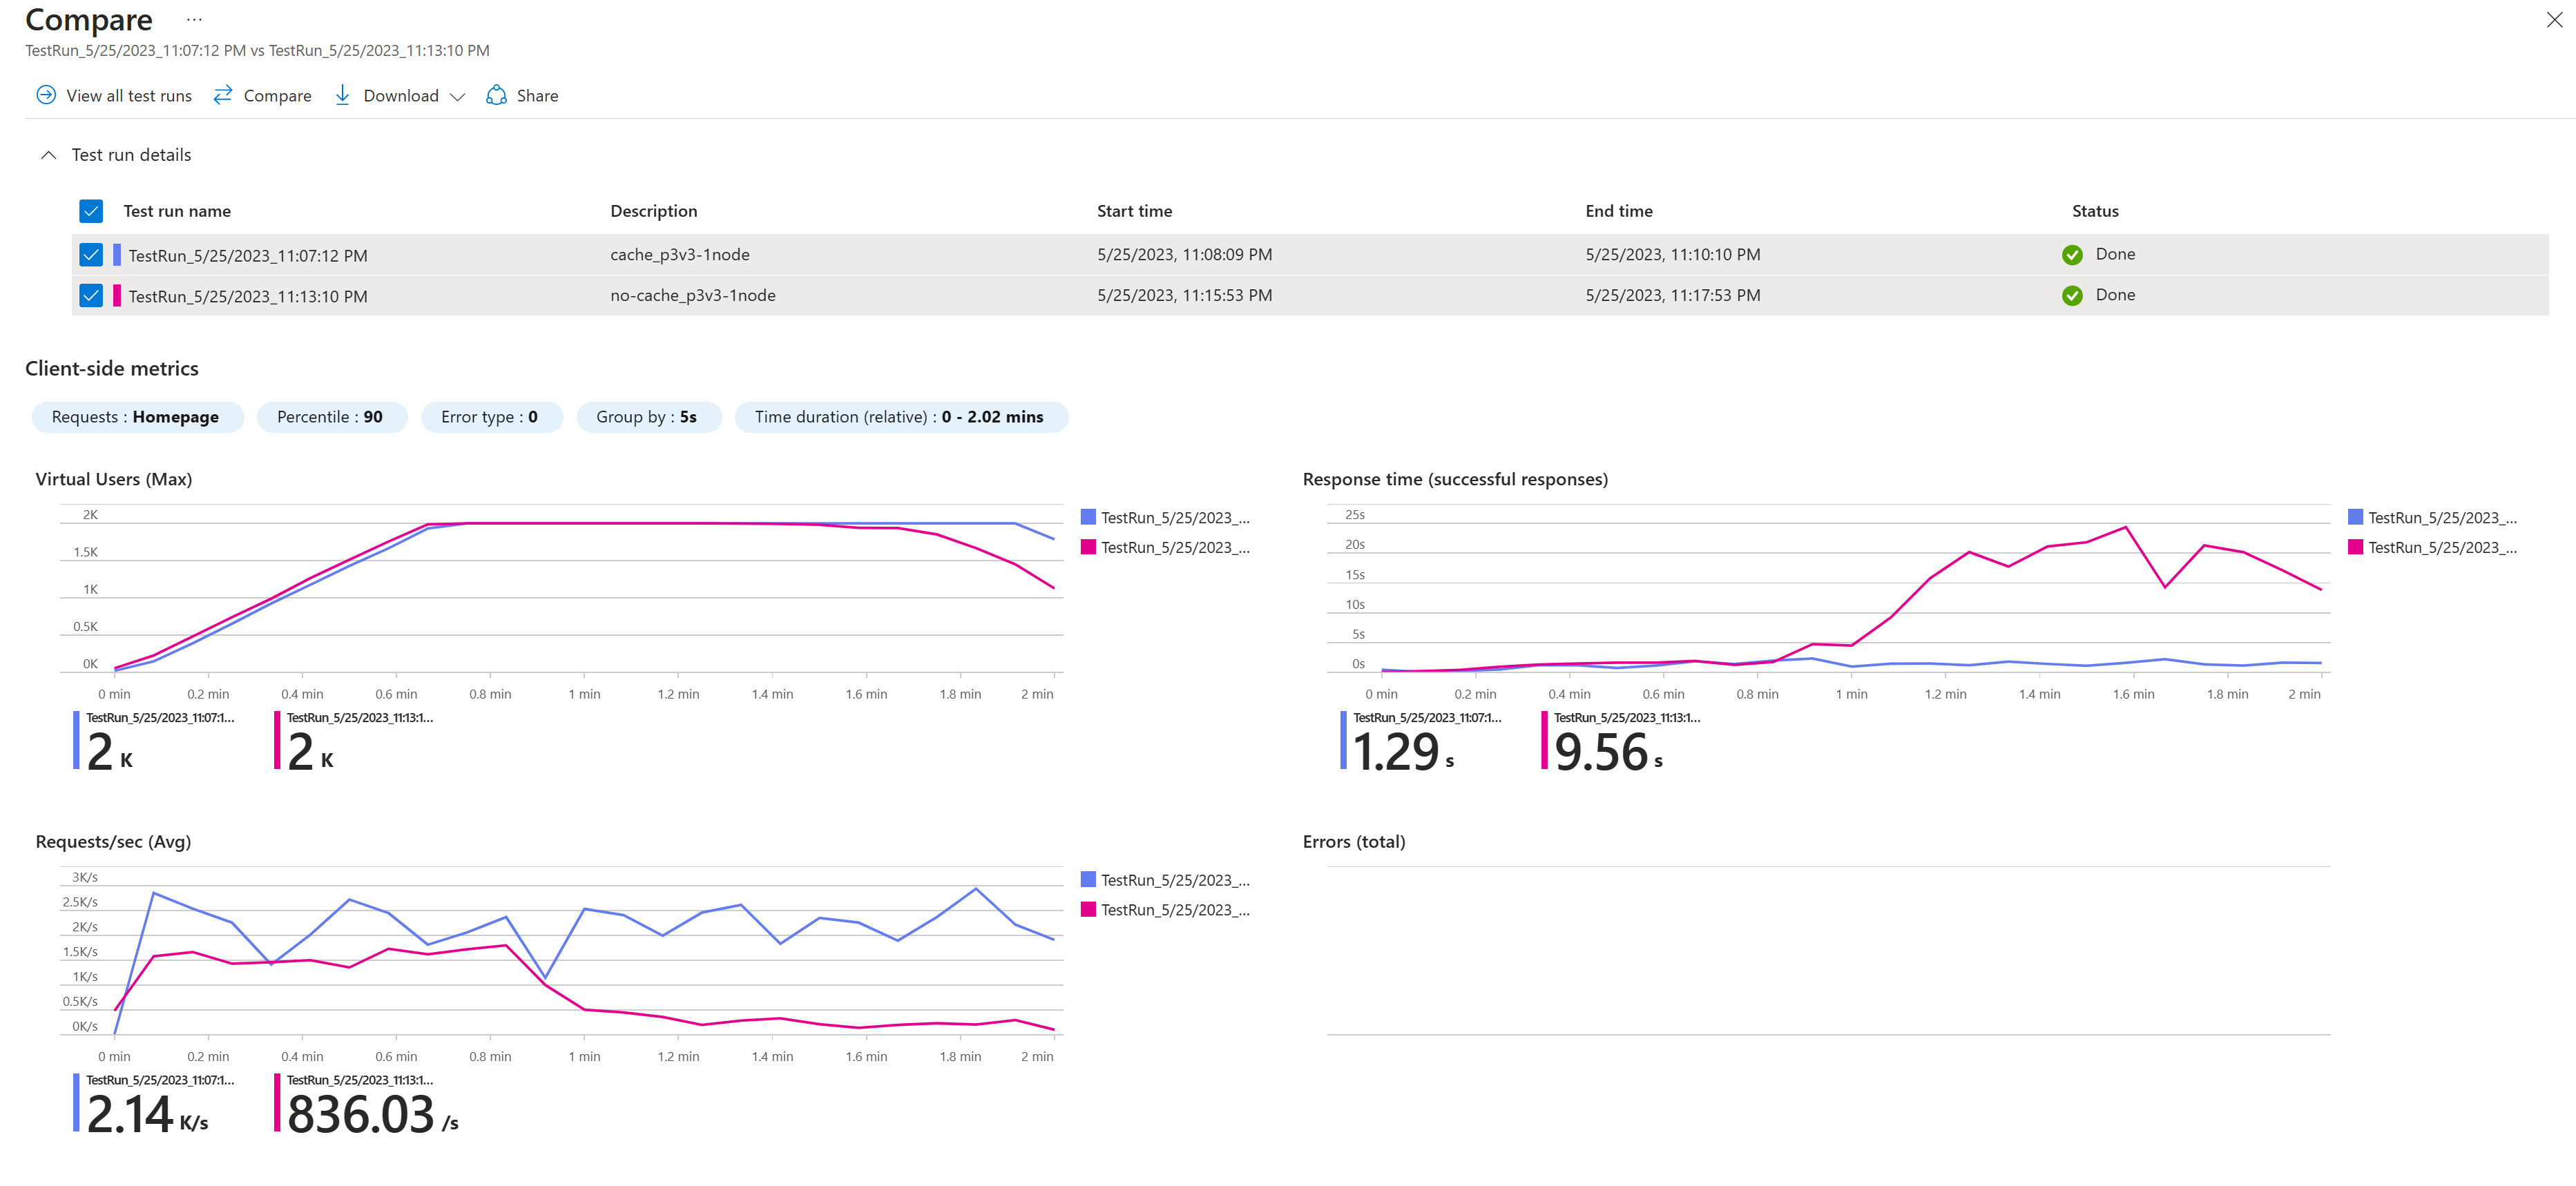 Compare ...
TestRun_5/25/2023_11:07:12 PM vs TestRun_5/25/2023_11:13:10 PM
View all test runs Compare Download Share
Test run details
Test run name Description Start time End time Status
TestRun_5/25/2023_11:07:12 PM cache_p3v3-1node 5/25/2023, 11:08:09 PM 5/25/2023, 11:10:10 PM Done
TestRun_5/25/2023_11:13:10 PM no-cache_p3v3-1node 5/25/2023, 11:15:53 PM 5/25/2023, 11:17:53 PM Done
Client-side metrics
Requests : Homepage Percentile : 90 Error type : 0 Group by : 5s Time duration (relative) : 0 - 2.02 mins
Virtual Users (Max)
2K
1.5K
1K
0.5K
0K
0 min 0.2 min 0.4 min 0.6 min 0.8 min 1 min 1.2 min 1.4 min 1.6 min 1.8 min 2 min
TestRun_5/25/2023_...
TestRun_5/25/2023_...
TestRun_5/25/2023_11:07:1... TestRun_5/25/2023_11:13:1...
2 K 2 K
Response time (successful responses)
25s
20s
15s
10s
5s
0s
0 min 0.2 min 0.4 min 0.6 min 0.8 min 1 min 1.2 min 1.4 min 1.6 min 1.8 min 2 min
TestRun_5/25/2023_...
TestRun_5/25/2023_...
TestRun_5/25/2023_11:07:1... TestRun_5/25/2023_11:13:1...
1.29 s 9.56 s
Requests/sec (Avg)
3K/s
2.5K/s
2K/s
1.5K/s
1K/s
0.5K/s
0K/s
0 min 0.2 min 0.4 min 0.6 min 0.8 min 1 min 1.2 min 1.4 min 1.6 min 1.8 min 2 min
TestRun_5/25/2023_...
TestRun_5/25/2023_...
TestRun_5/25/2023_11:07:1... TestRun_5/25/2023_11:13:1...
2.14 K/s 836.03 /s
Errors (total)